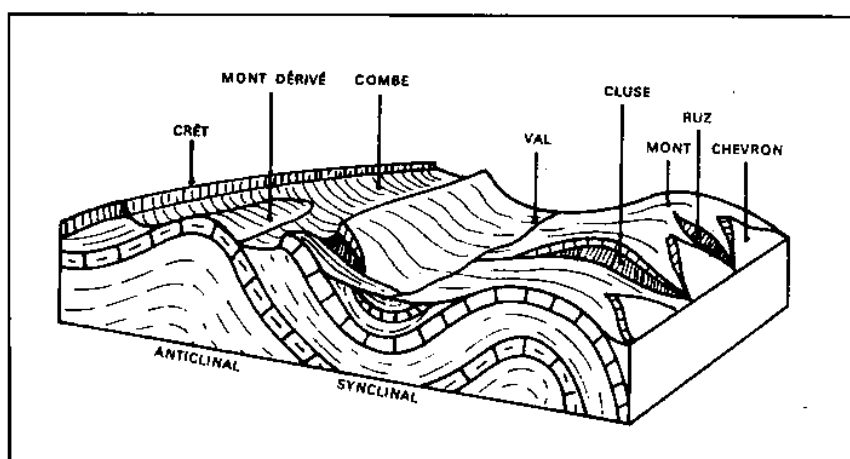 MONT DÉRIVÉ COMBE
CLUSE
CRÊT
VAL
RUZ
MONT CHEVRON
ANTICLINAL
SYNCLINAL